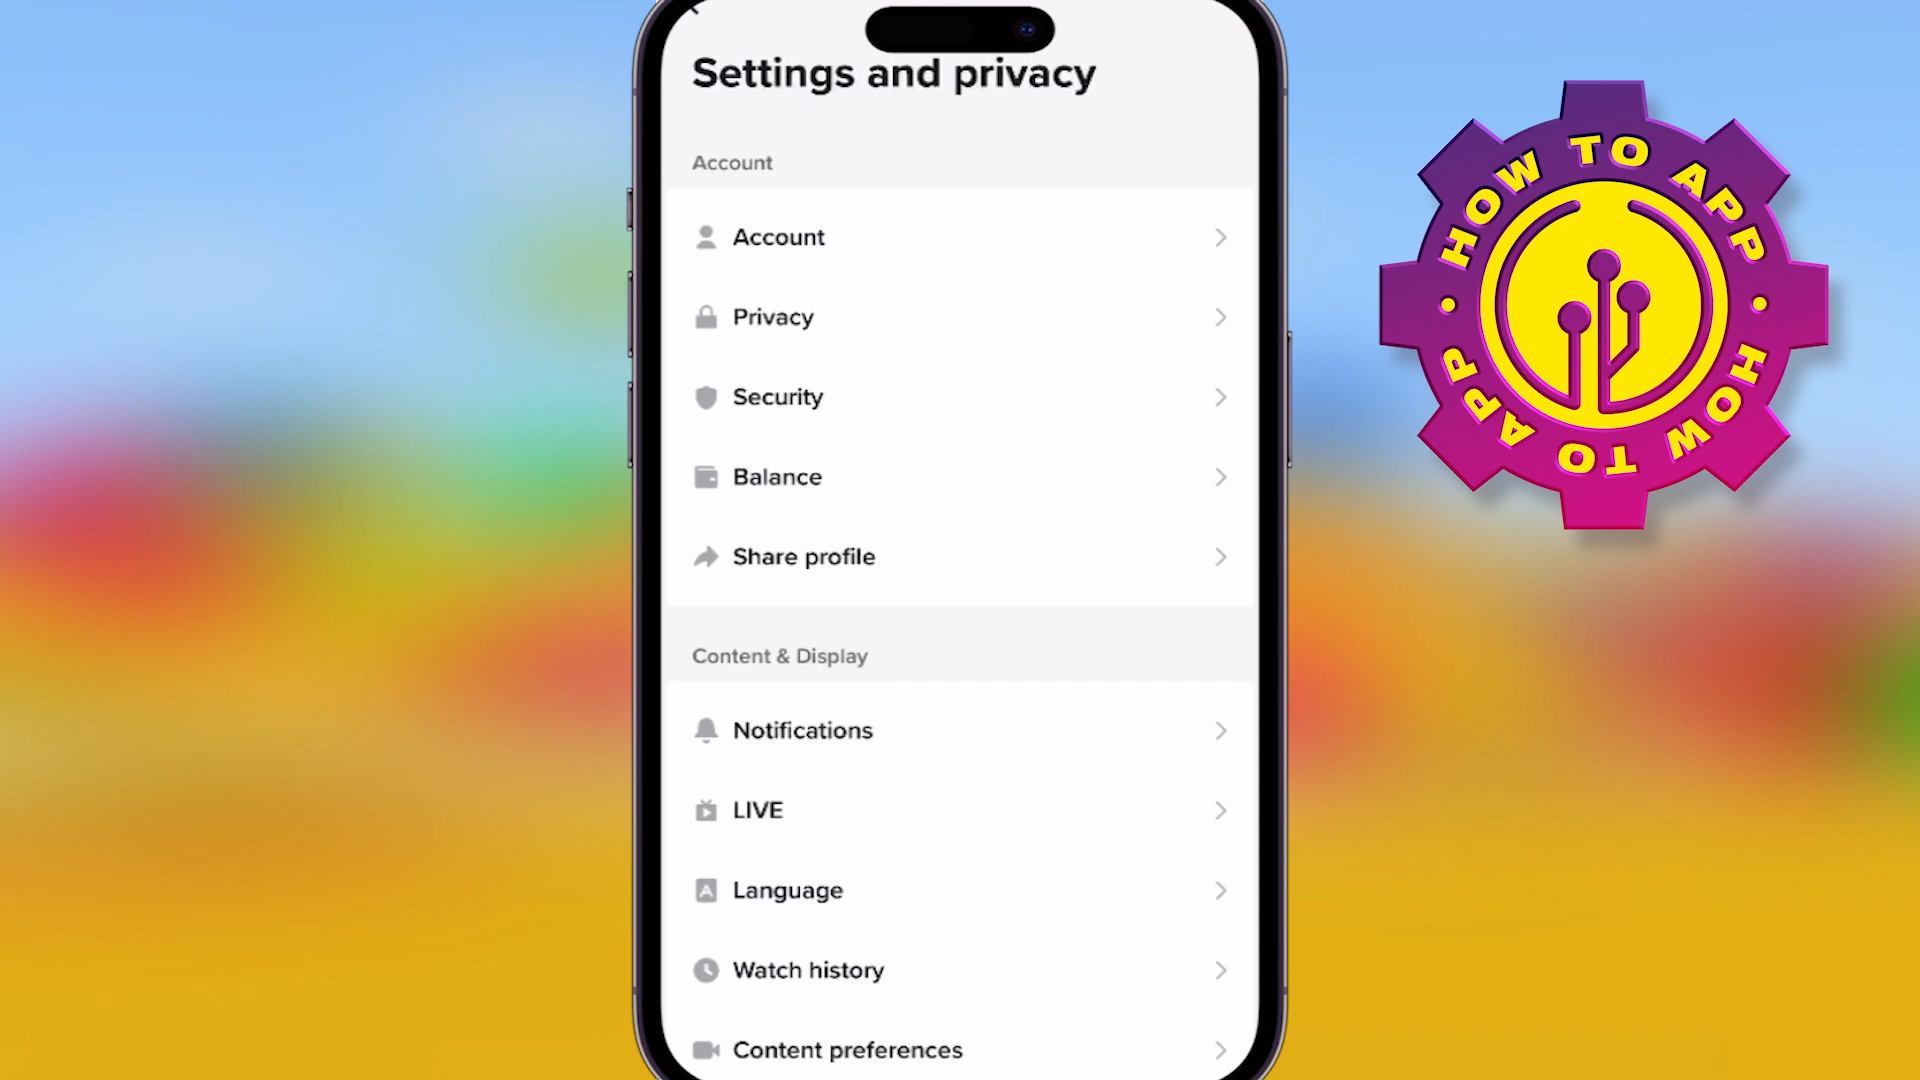 Settings and privacy
Account
Account
Privacy
Security
Balance
Share profile
Content & Display
Notifications
LIVE
Language
Watch history
Content preferences
HOW TO APP
HOW TO APP